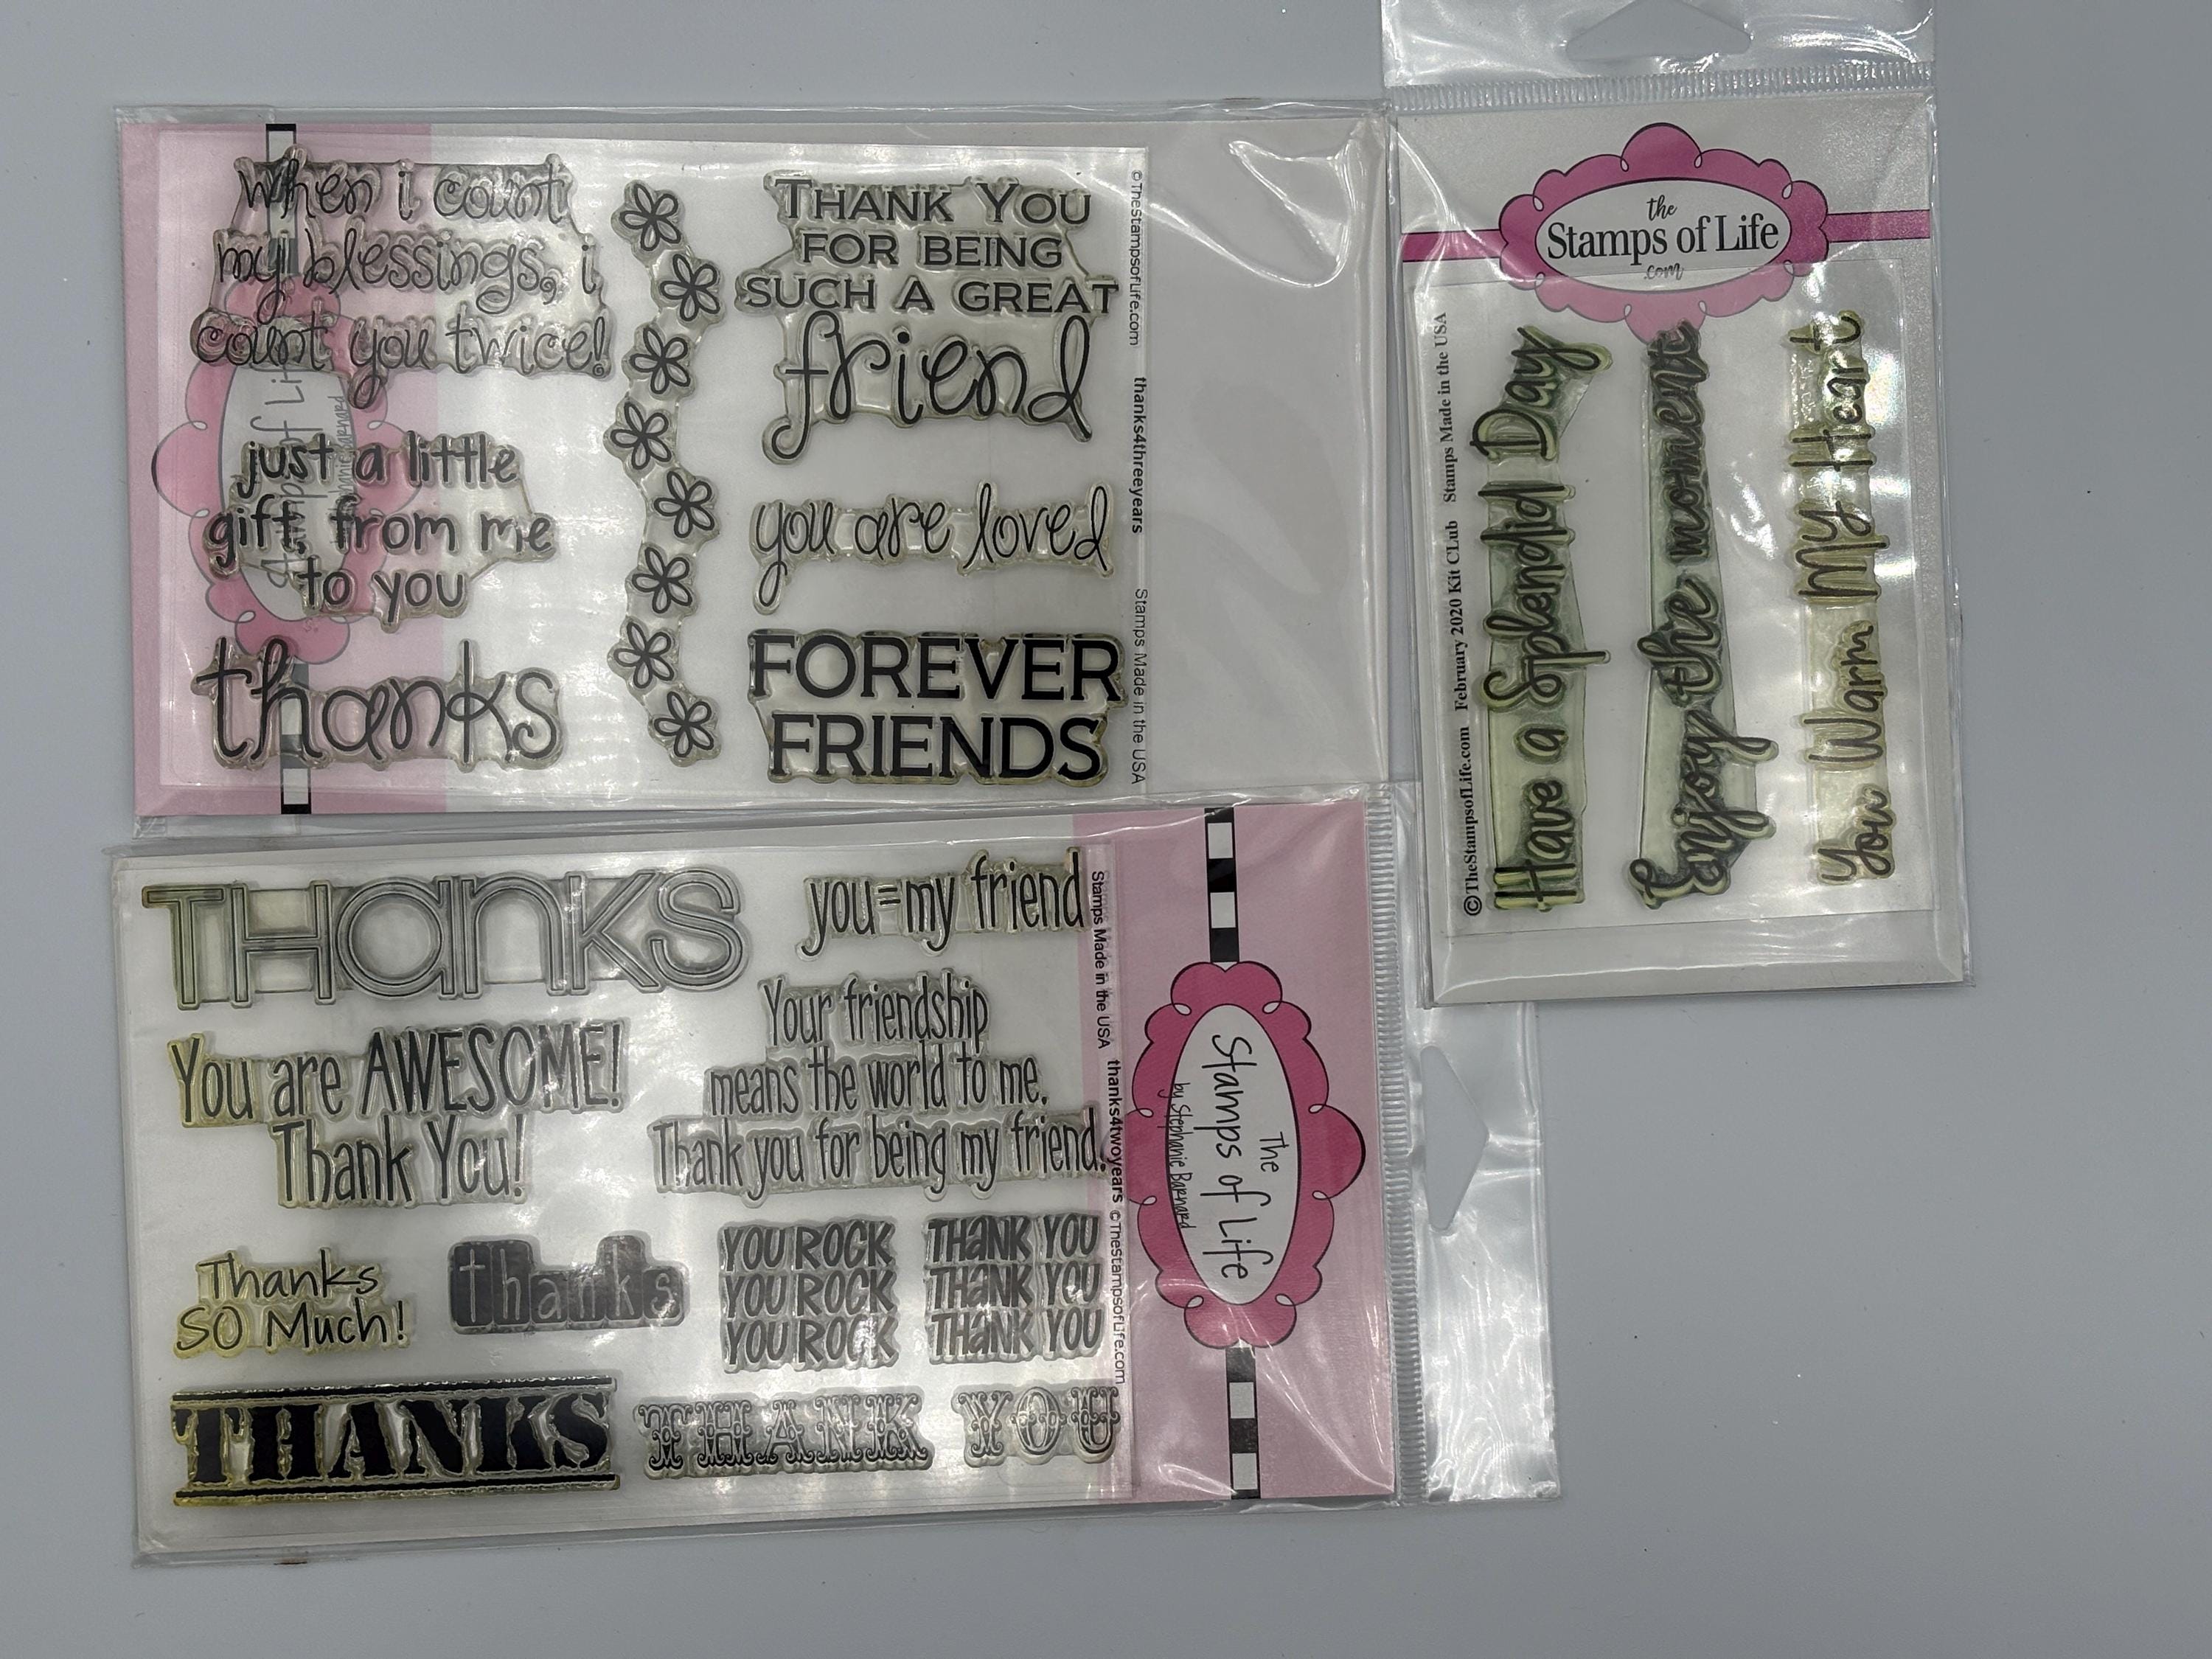 when i count
my blessings, i
count you twice!
just a little
gift, from me
to you
thanks
THANK YOU
FOR BEING
SUCH A GREAT
friend
you are loved
FOREVER
FRIENDS
©TheStampsofLife.com thanks4threeyears Stamps Made in the USA
the
Stamps of Life
.com
©TheStampsofLife.com February 2020 Kit CLub Stamps Made in the USA
Have a Splendid Day
Enjoy the moment
You Warm My Heart
THanKS
you=my friend
You are AWESOME!
Thank You!
Your friendship
means the world to me.
Thank you for being my friend.
Thanks
SO Much!
thanks
YOU ROCK
YOU ROCK
YOU ROCK
THanK YOU
THanK YOU
THanK YOU
THANKS
THANK YOU
Stamps Made in the USA thanks4twoyears ©TheStampsofLife.com
The
Stamps of Life
by Stephanie Barnard